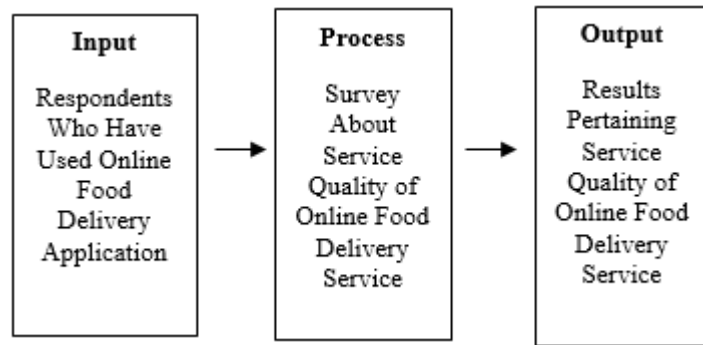 Input
Respondents
Who Have
Used Online
Food
Delivery
Application
Process
Survey
About
Service
Quality of
Online Food
Delivery
Service
Output
Results
Pertaining
Service
Quality of
Online Food
Delivery
Service